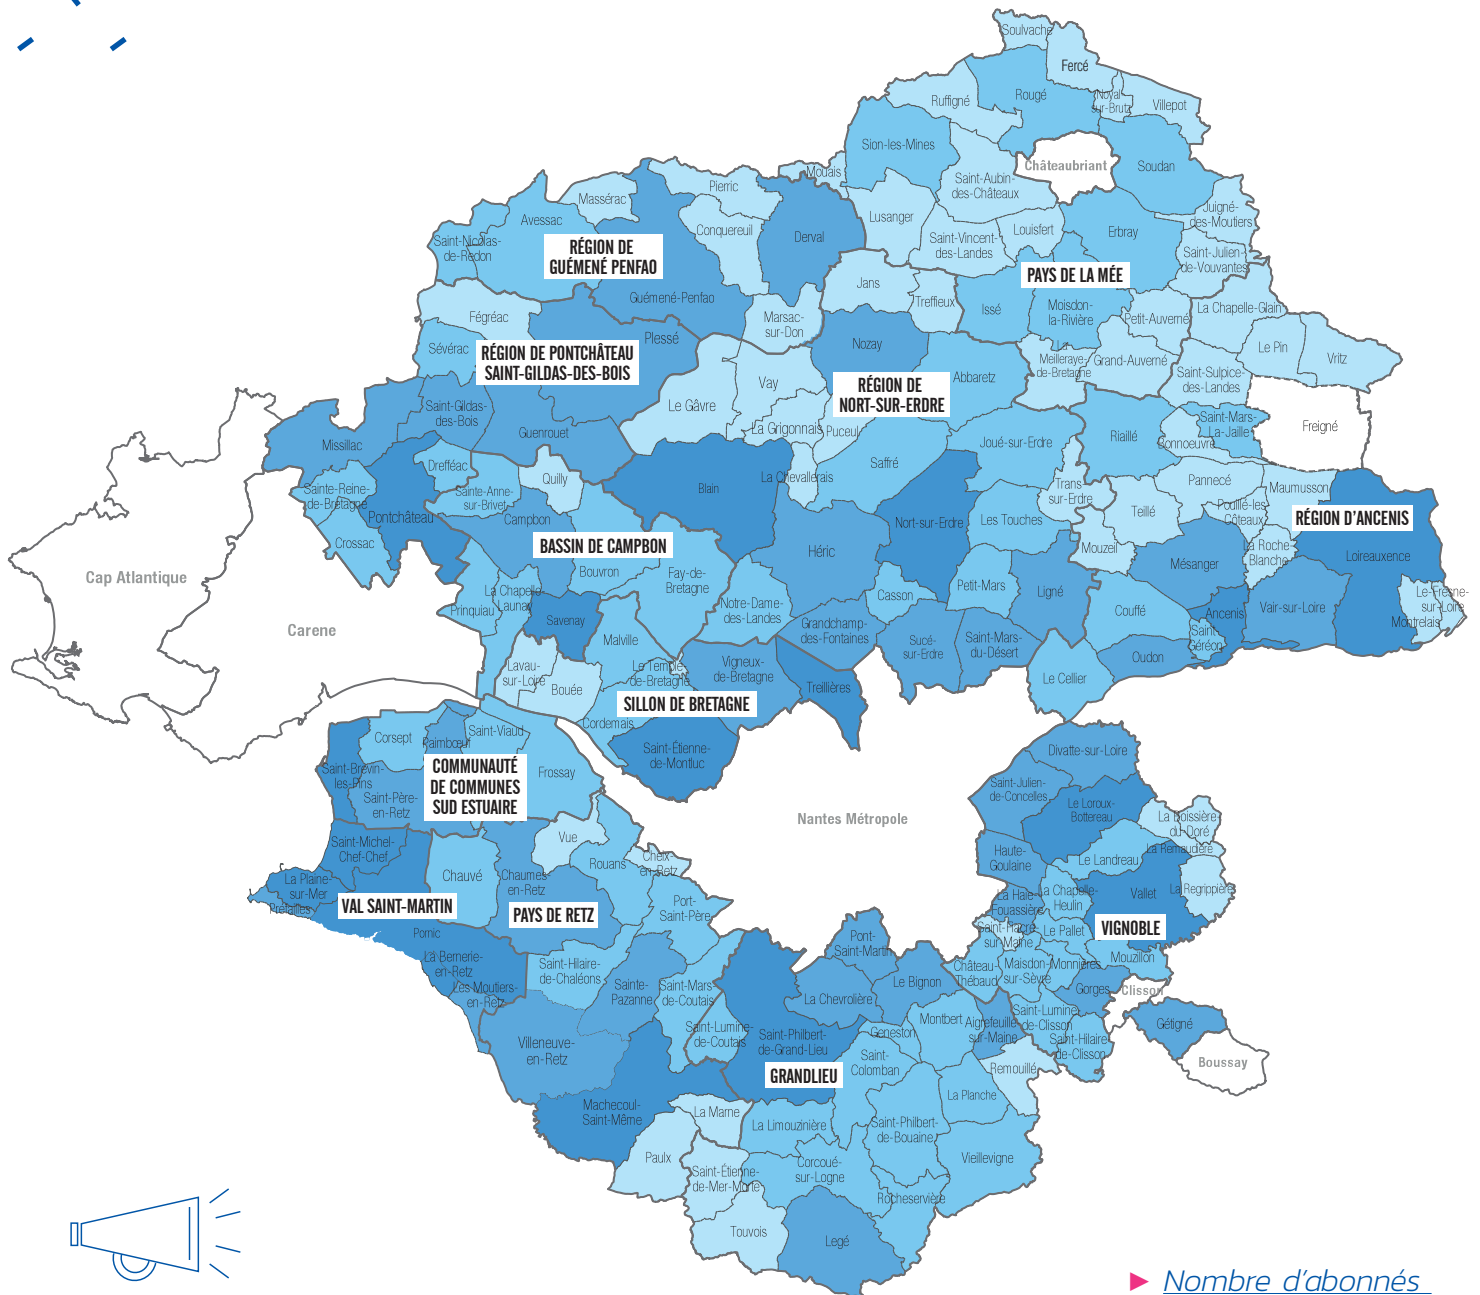 Soulvache
Fercé
Rougé
Ruffigné
Noyal-
sur-Brutz
Villepot
Sion-les-Mines
Châteaubriant
Soudan
Mouais
Saint-Aubin-
des-Châteaux
Pierric
Massérac
Lusanger
Louisfert
Erbray
Juigné-
des-Moutiers
Avessac
Conquereuil
Derval
Saint-Vincent-
des-Landes
Saint-Julien-
de-Vouvantes
Saint-Nicolas-
de-Redon
RÉGION DE
GUÉMENÉ PENFAO
PAYS DE LA MÉE
Guémené-Penfao
Jans
Treffieux
Issé
Moisdon-
la-Rivière
Petit-Auverné
La Chapelle-Glain
Fégréac
Marsac-
sur-Don
Plessé
Nozay
Sévérac
RÉGION DE PONTCHÂTEAU
SAINT-GILDAS-DES-BOIS
La
Meilleraye-
de-Bretagne
Grand-Auverné
Le Pin
Vritz
Vay
RÉGION DE
NORT-SUR-ERDRE
Abbaretz
Saint-Sulpice-
des-Landes
Le Gâvre
Saint-Gildas-
des-Bois
Guenrouet
La Grigonnais
Puceul
Joué-sur-Erdre
Riaillé
Bonnoeuvre
Saint-Mars-
La-Jaille
Freigné
Missillac
Drefféac
Saffré
Quilly
La Chevallerais
Trans-
sur-Erdre
Pannecé
Maumusson
Sainte-Reine-
de-Bretagne
Sainte-Anne-
sur-Brivet
Blain
Pontchâteau
Campbon
Nort-sur-Erdre
Les Touches
Teillé
Pouillé-les-
Côteaux
RÉGION D'ANCENIS
Crossac
BASSIN DE CAMPBON
Héric
Mouzeil
La Roche-
Blanche
Loireauxence
Mésanger
Cap Atlantique
Bouvron
Fay-de-
Bretagne
La Chapelle-
Launay
Petit-Mars
Ligné
Casson
Le-Fresne-
sur-Loire
Prinquiau
Notre-Dame-
des-Landes
Couffé
Ancenis
Vair-sur-Loire
Montrelais
Carene
Savenay
Grandchamp-
des-Fontaines
Malville
Sucé-
sur-Erdre
Saint-Mars-
du-Désert
Saint-
Géréon
Oudon
Lavau-
sur-Loire
Bouée
Le Temple-
de-Bretagne
Vigneux-
de-Bretagne
Treillières
Le Cellier
SILLON DE BRETAGNE
Cordemais
Saint-Étienne-
de-Montluc
Corsept
Paimbœuf
Saint-Viaud
Divatte-sur-Loire
COMMUNAUTÉ
DE COMMUNES
SUD ESTUAIRE
Frossay
Saint-Brévin-
les-Pins
Saint-Père-
en-Retz
Saint-Julien-
de-Concelles
Le Loroux-
Bottereau
Nantes Métropole
La Boissière-
du-Doré
Saint-Michel-
Chef-Chef
Vue
Haute-
Goulaine
Le Landreau
La Remaudière
Chauvé
Chaumes-
en-Retz
Rouans
Cheix-
en-Retz
La Plaine-
sur-Mer
Préfailles
VAL SAINT-MARTIN
PAYS DE RETZ
Port-
Saint-Père
La Haie-
Fouassière
La Chapelle-
Heulin
Vallet
La Regrippière
Pornic
Pont-
Saint-Martin
Saint-Fiacre-
sur-Maine
Le Pallet
VIGNOBLE
La Bernerie-
en-Retz
Saint-Hilaire-
de-Chaléons
Château-
Thébaud
Maisdon-
sur-Sèvre
Monnières
Mouzillon
Les Moutiers-
en-Retz
Sainte-
Pazanne
Saint-Mars-
de-Coutais
La Chevrolière
Le Bignon
Gorges
Clisson
Saint-Lumine-
de-Coutais
Saint-Philbert-
de-Grand-Lieu
Geneston
Montbert
Aigrefeuille-
sur-Maine
Saint-Lumine-
de-Clisson
Gétigné
Villeneuve-
en-Retz
Saint-Hilaire-
de-Clisson
Saint-
Colomban
Remouillé
Boussay
GRANDLIEU
La Planche
Machecoul-
Saint-Même
La Marne
La Limouzinière
Saint-Philbert-
de-Bouaine
Paulx
Vieillevigne
Saint-Étienne-
de-Mer-Morte
Corcoué-
sur-Logne
Rocheservière
Touvois
Legé
► Nombre d'abonnés